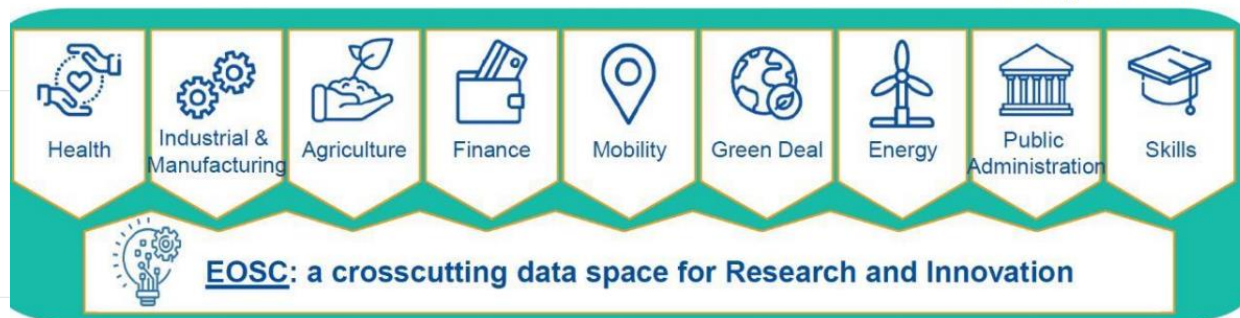 Health
Industrial &
Manufacturing
Agriculture
Finance
Mobility
Green Deal
Energy
Public
Administration
Skills
EOSC: a crosscutting data space for Research and Innovation